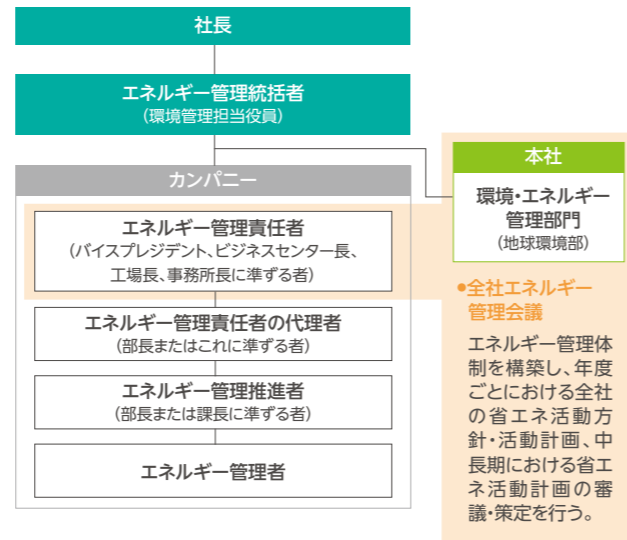 社長
エネルギー管理統括者
(環境管理担当役員)
本社
環境・エネルギー
管理部門
(地球環境部)
カンパニー
エネルギー管理責任者
(バイスプレジデント、ビジネスセンター長、
工場長、事務所長に準ずる者)
エネルギー管理責任者の代理者
(部長またはこれに準ずる者)
エネルギー管理推進者
(部長または課長に準ずる者)
エネルギー管理者
●全社エネルギー
管理会議
エネルギー管理体
制を構築し、年度
ごとにおける全社
の省エネ活動方
針・活動計画、中
長期における省エ
ネ活動計画の審
議・策定を行う。